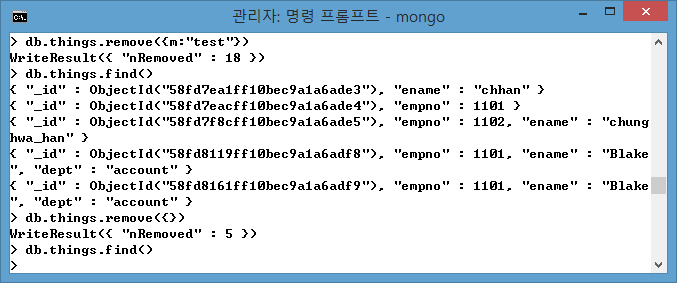 관리자: 명령 프롬프트 - mongo
> db.things.remove({m:"test"})
WriteResult({ "nRemoved" : 18 })
> db.things.find()
{ "_id" : ObjectId("58fd7ea1ff10bec9a1a6ade3"), "ename" : "chhan" }
{ "_id" : ObjectId("58fd7eacff10bec9a1a6ade4"), "empno" : 1101 }
{ "_id" : ObjectId("58fd7f8cff10bec9a1a6ade5"), "empno" : 1102, "ename" : "chung
hwa_han" }
{ "_id" : ObjectId("58fd8119ff10bec9a1a6adf8"), "empno" : 1101, "ename" : "Blake
", "dept" : "account" }
{ "_id" : ObjectId("58fd8161ff10bec9a1a6adf9"), "empno" : 1101, "ename" : "Blake
", "dept" : "account" }
> db.things.remove({})
WriteResult({ "nRemoved" : 5 })
> db.things.find()
>